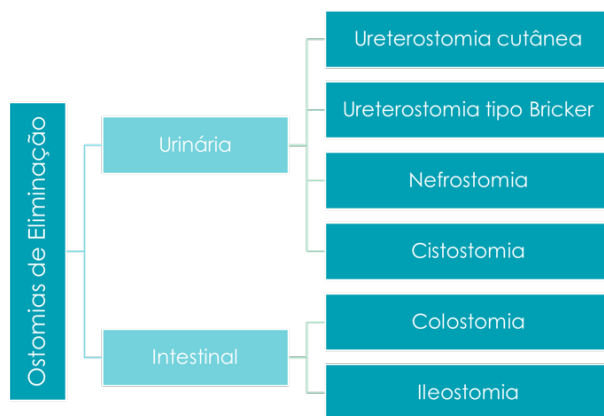 Ostomias de Eliminação
Urinária
Ureterostomia cutânea
Ureterostomia tipo Bricker
Nefrostomia
Cistostomia
Intestinal
Colostomia
Ileostomia